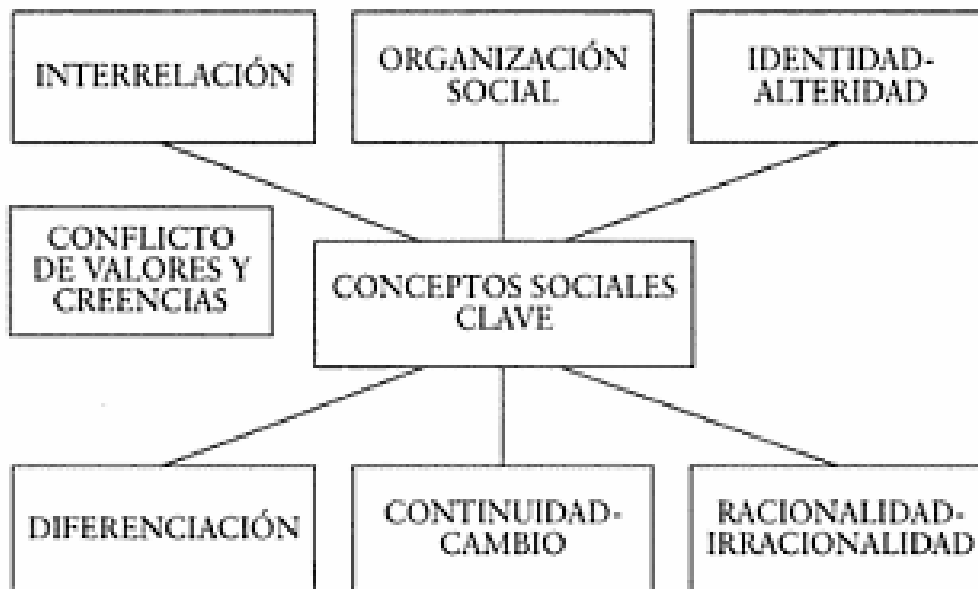 INTERRELACIÓN
ORGANIZACIÓN
SOCIAL
IDENTIDAD-
ALTERIDAD
CONFLICTO
DE VALORES Y
CREENCIAS
CONCEPTOS SOCIALES
CLAVE
DIFERENCIACIÓN
CONTINUIDAD-
CAMBIO
RACIONALIDAD-
IRRACIONALIDAD